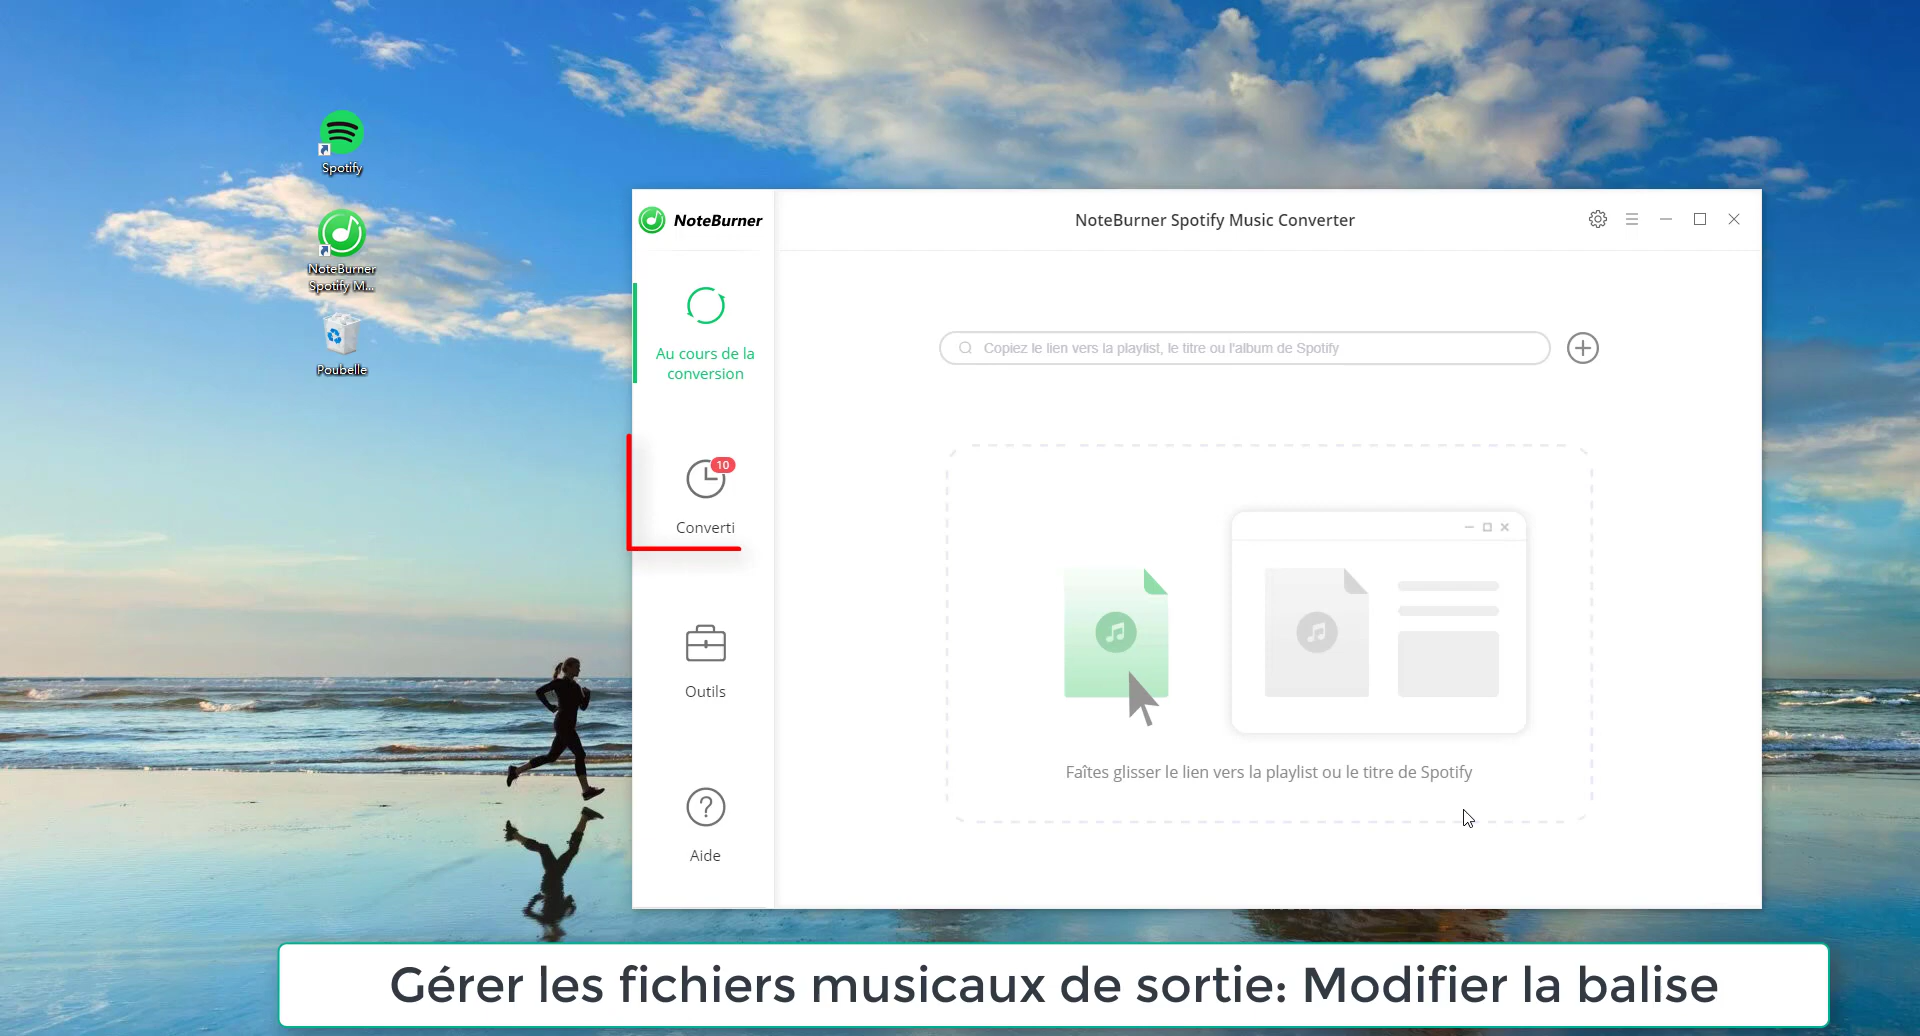 Spotify
NoteBurner
Spotify M...
Poubelle
NoteBurner
NoteBurner Spotify Music Converter
Au cours de la
conversion
10
Converti
Outils
Aide
Copiez le lien vers la playlist, le titre ou l'album de Spotify
Faîtes glisser le lien vers la playlist ou le titre de Spotify
Gérer les fichiers musicaux de sortie: Modifier la balise